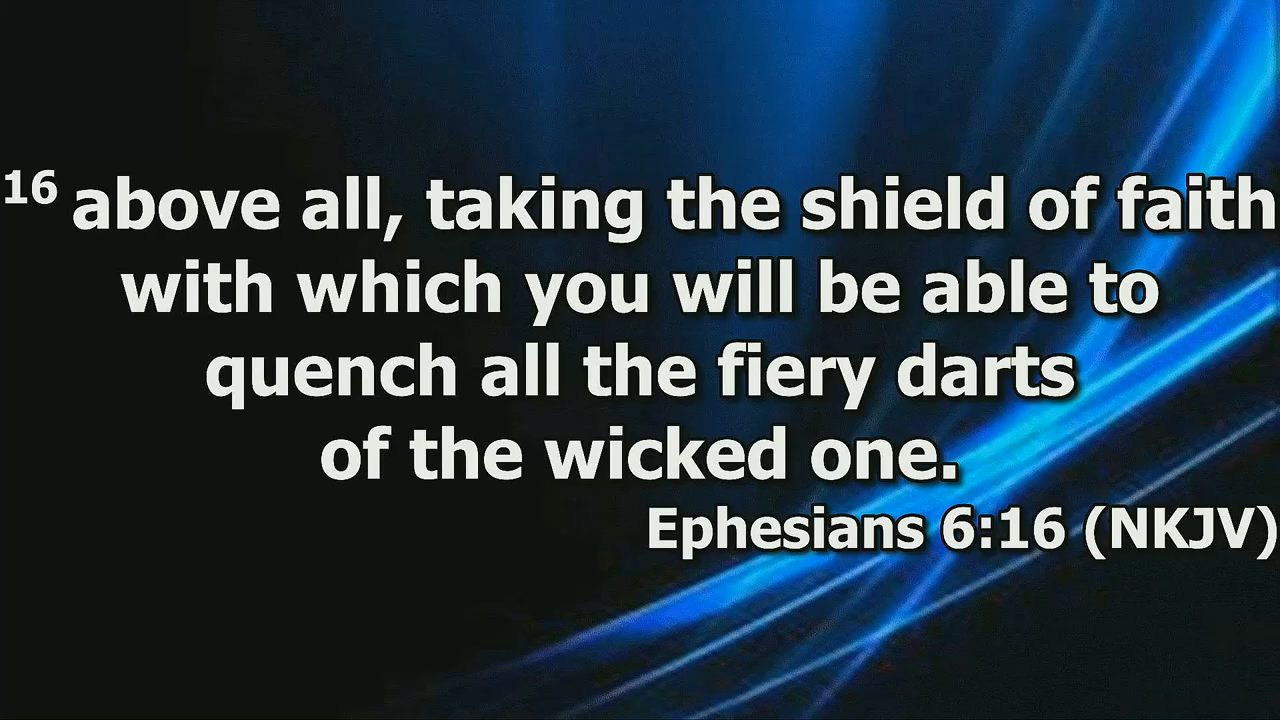 16 above all, taking the shield of faith
with which you will be able to
quench all the fiery darts
of the wicked one.
Ephesians 6:16 (NKJV)